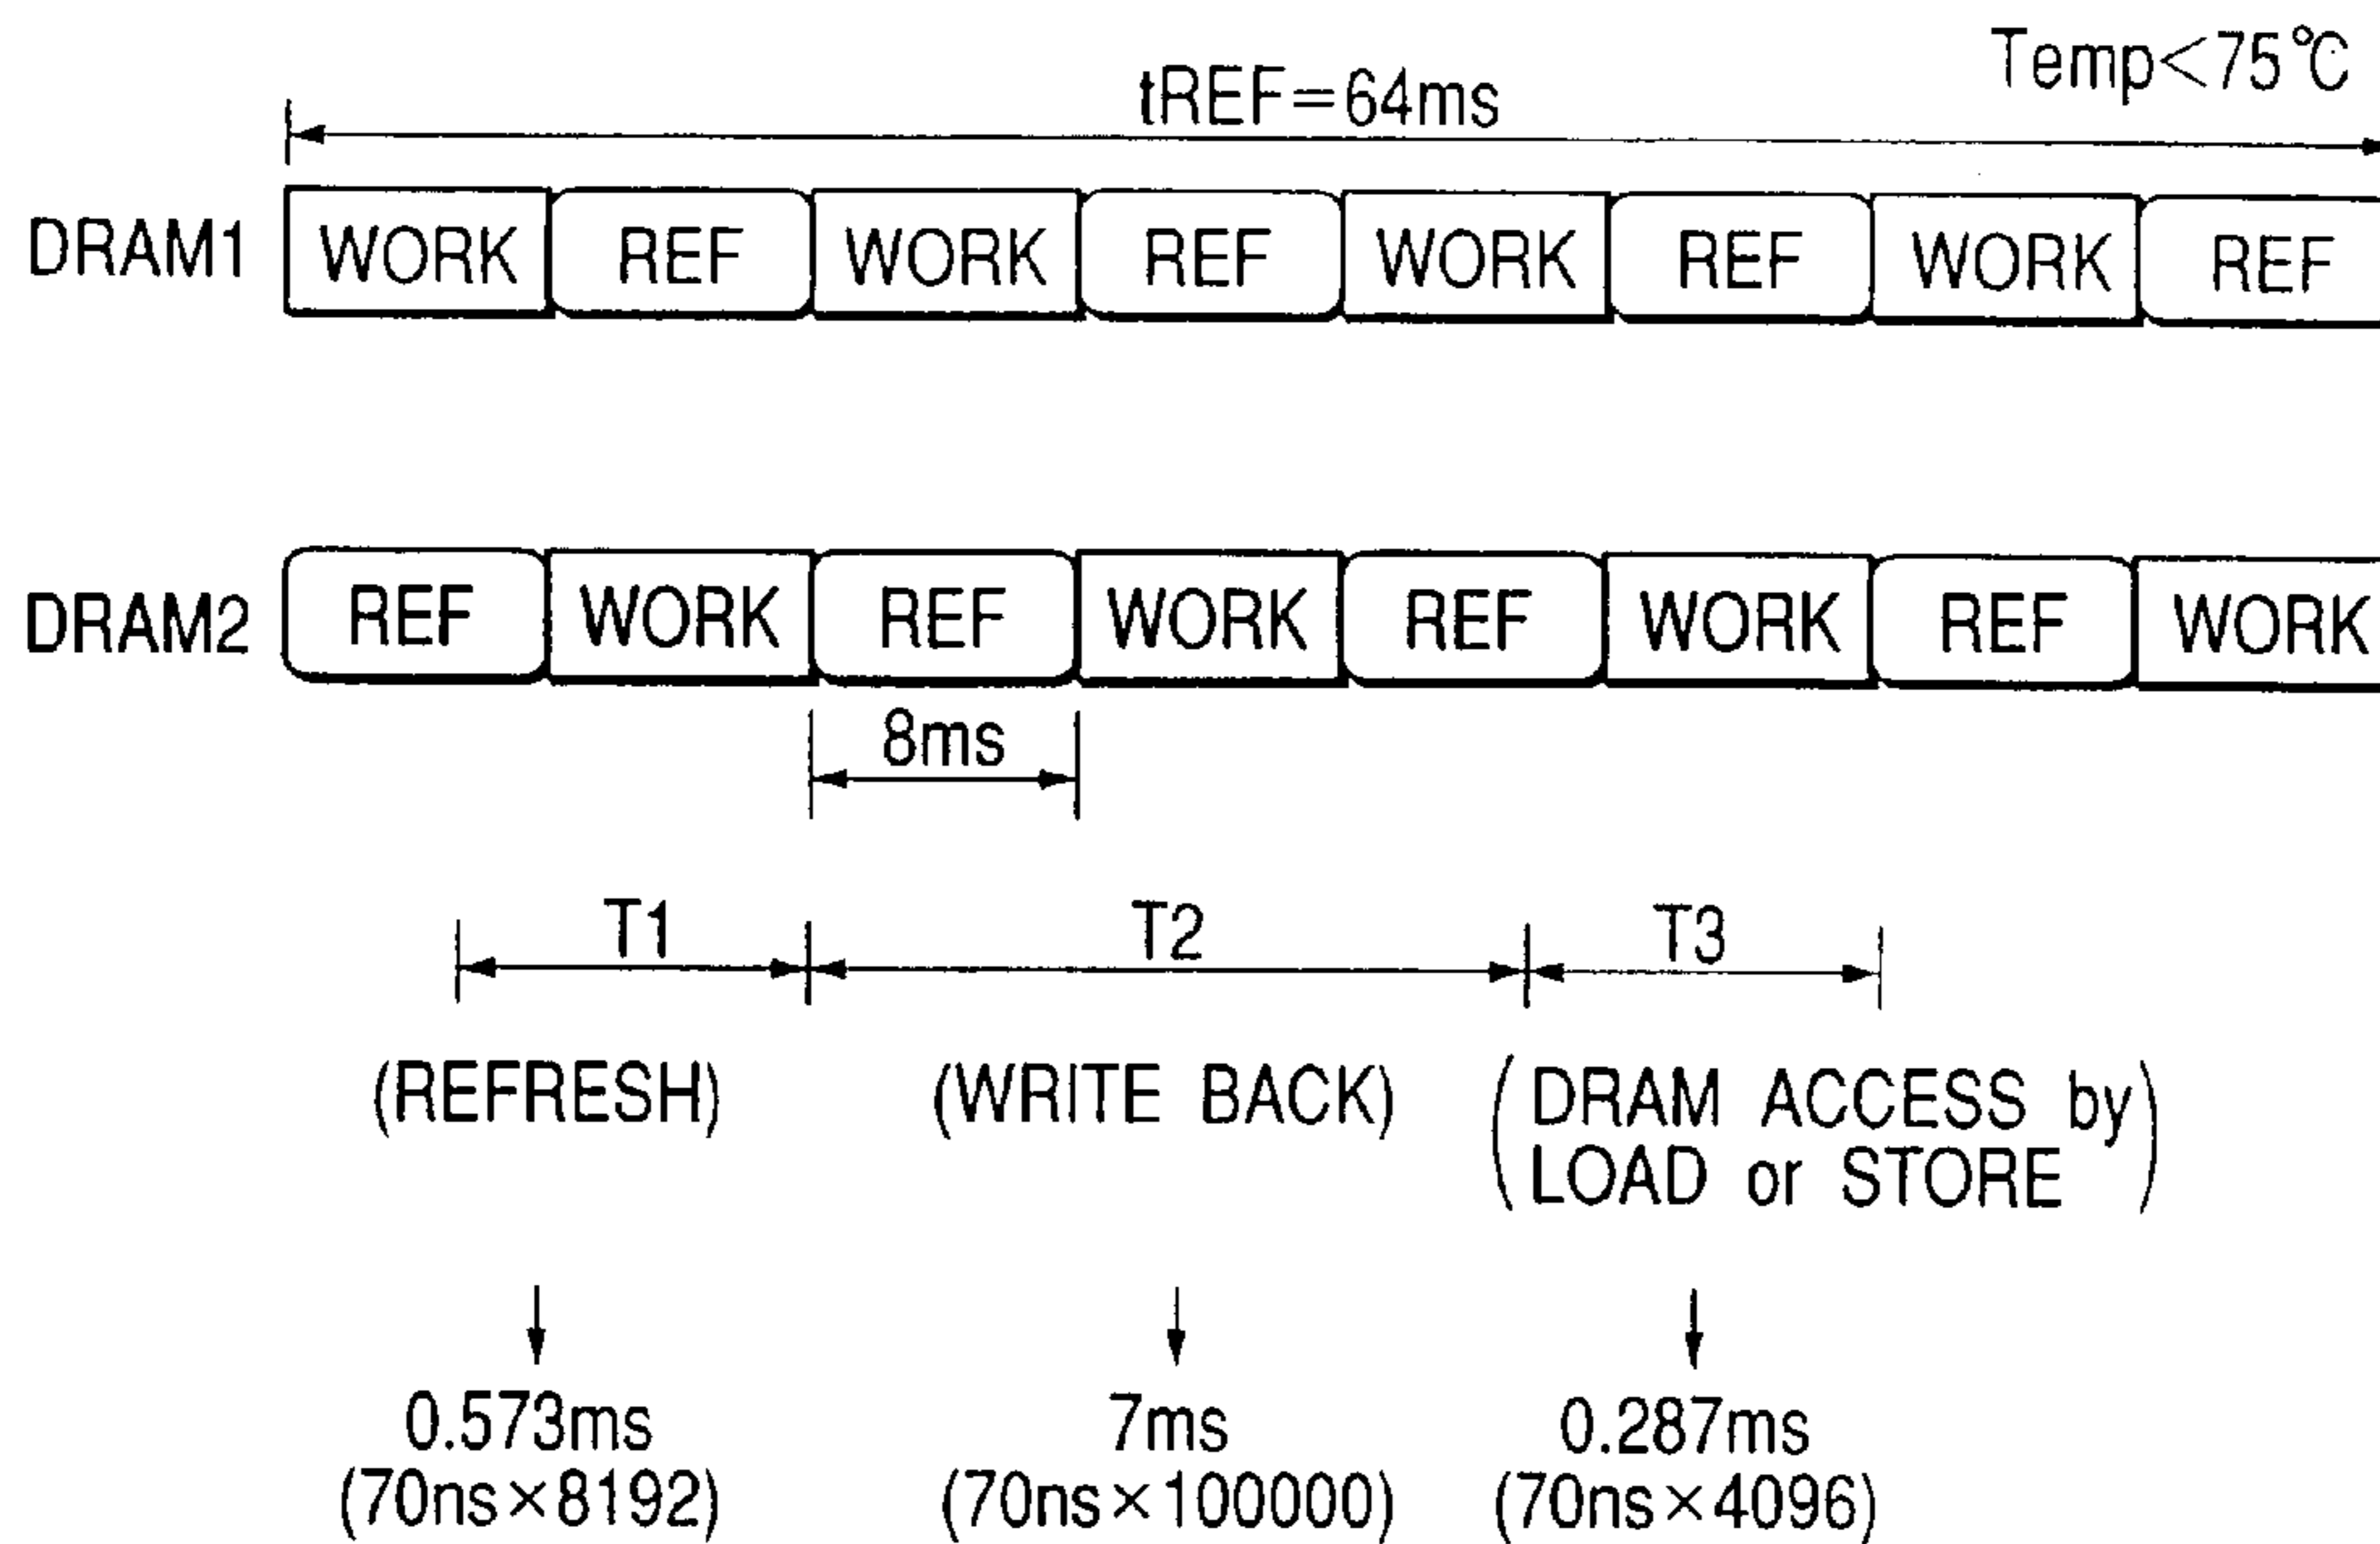 Temp<75℃
tREF=64ms
DRAM1 WORK REF WORK REF WORK REF WORK REF
DRAM2 REF WORK REF WORK REF WORK REF WORK
8ms
T1 T2 T3
(REFRESH) (WRITE BACK) (DRAM ACCESS by
LOAD or STORE)
0.573ms 7ms 0.287ms
(70ns×8192) (70ns×100000) (70ns×4096)